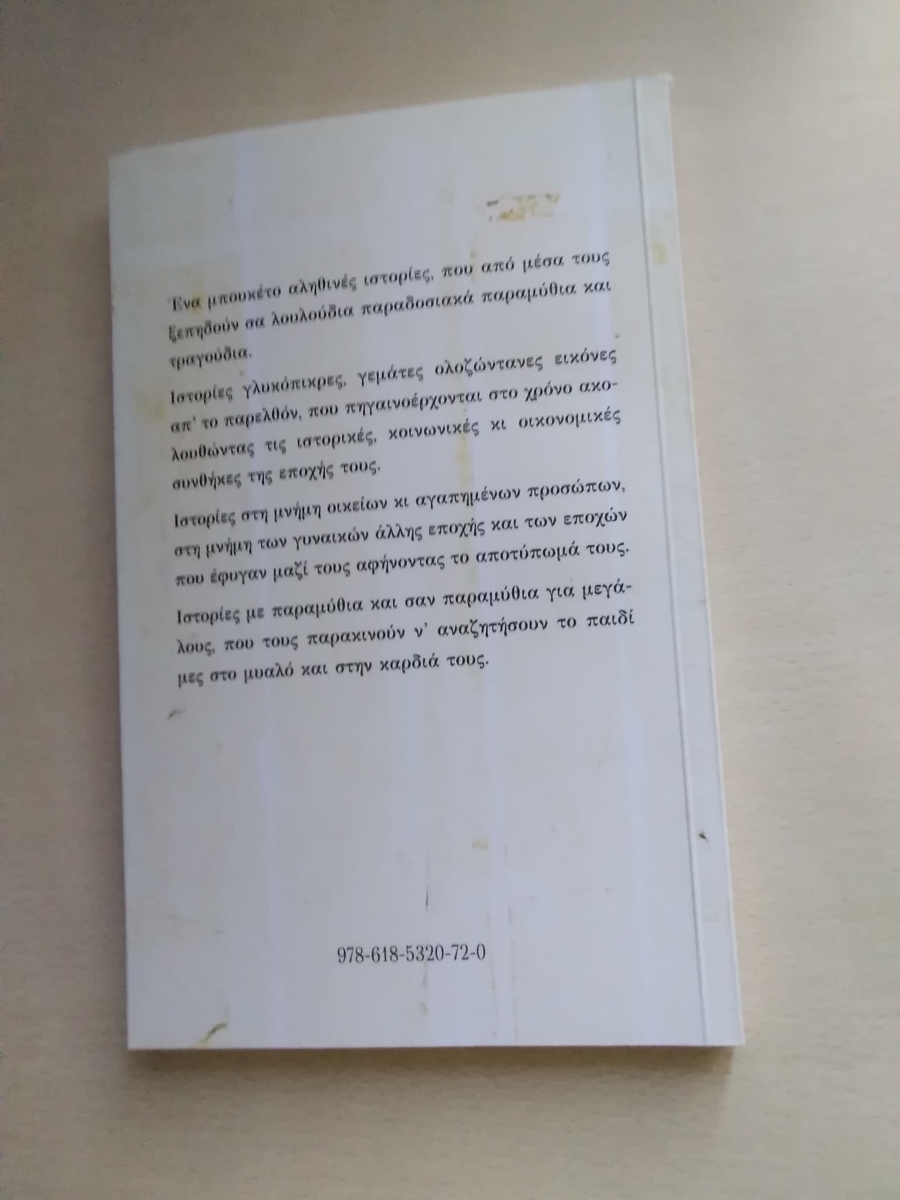 Ένα μπουκέτο αληθινές ιστορίες, που από μέσα τους
ξεπηδούν σα λουλούδια παραδοσιακά παραμύθια και
τραγούδια.
Ιστορίες γλυκόπικρες, γεμάτες ολοζώντανες εικόνες
απ' το παρελθόν, που πηγαινοέρχονται στο χρόνο ακο-
λουθώντας τις ιστορικές, κοινωνικές κι οικονομικές
συνθήκες της εποχής τους.
Ιστορίες στη μνήμη οικείων κι αγαπημένων προσώπων,
στη μνήμη των γυναικών άλλης εποχής και των εποχών
που έφυγαν μαζί τους αφήνοντας το αποτύπωμά τους.
Ιστορίες με παραμύθια και σαν παραμύθια για μεγά-
λους, που τους παρακινούν ν' αναζητήσουν το παιδί
μες στο μυαλό και στην καρδιά τους.
978-618-5320-72-0